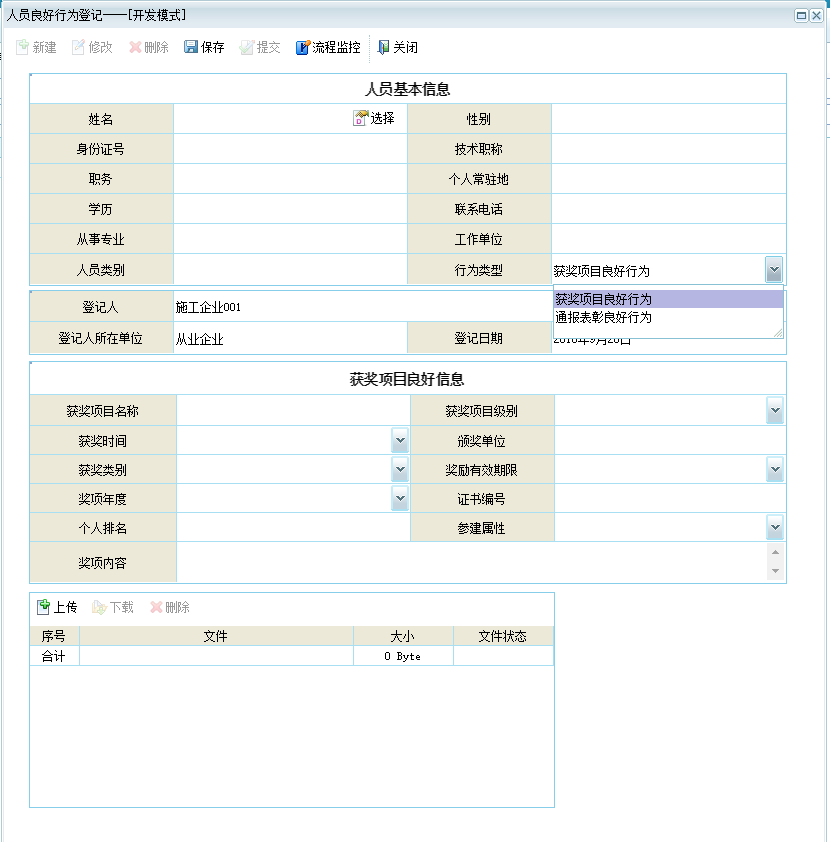 人员良好行为登记——[开发模式]
新建 修改 删除 保存 提交 流程监控 关闭
人员基本信息
姓名 选择 性别
身份证号 技术职称
职务 个人常驻地
学历 联系电话
从事专业 工作单位
人员类别 行为类型 获奖项目良好行为
获奖项目良好行为
通报表彰良好行为
登记人 施工企业001
登记人所在单位 从业企业 登记日期
获奖项目良好信息
获奖项目名称 获奖项目级别
获奖时间 颁奖单位
获奖类别 奖励有效期限
奖项年度 证书编号
个人排名 参建属性
奖项内容
上传 下载 删除
序号 文件 大小 文件状态
合计 0 Byte